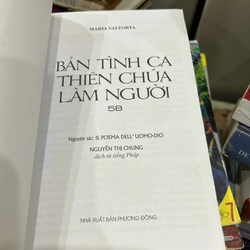 MARIA VALTORTA
BẢN TÌNH CA
THIÊN CHÚA
LÀM NGƯỜI
5B
Nguyên tác: IL POEMA DELL' UOMO-DIO
NGUYỄN THỊ CHUNG
dịch từ tiếng Pháp
NHÀ XUẤT BẢN PHƯƠNG ĐÔNG